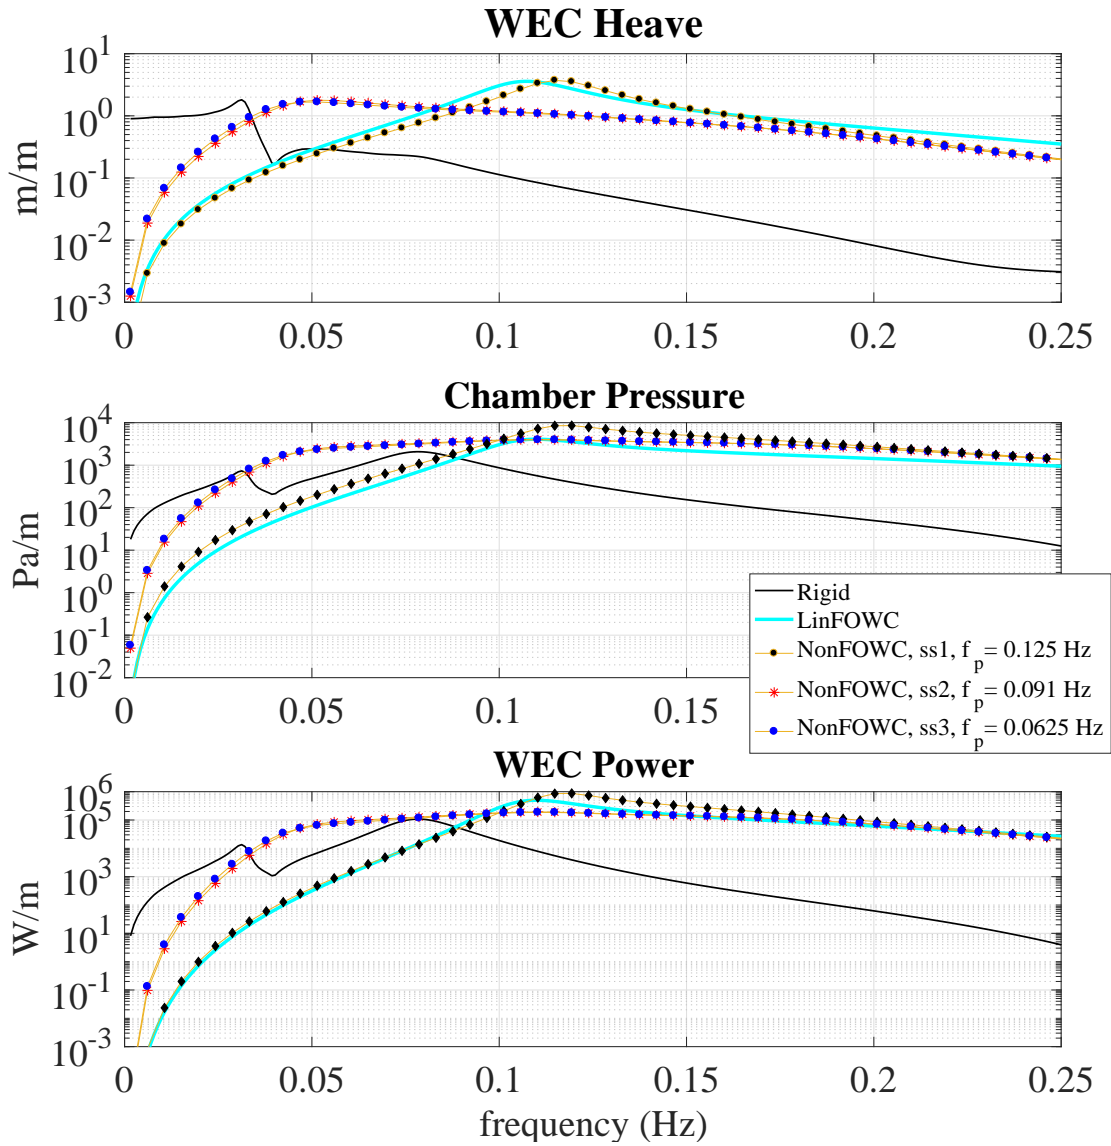 WEC Heave
10^1
10^0
10^-1
10^-2
10^-3
m/m
0 0.05 0.1 0.15 0.2 0.25
Chamber Pressure
10^4
10^3
10^2
10^1
10^0
10^-1
10^-2
Pa/m
Rigid
LinFOWC
NonFOWC, ss1, f_p= 0.125 Hz
NonFOWC, ss2, f_p= 0.091 Hz
NonFOWC, ss3, f_p= 0.0625 Hz
0 0.05 0.1 0.15 0.2 0.25
WEC Power
10^6
10^5
10^3
10^1
10^-1
10^-3
W/m
0 0.05 0.1 0.15 0.2 0.25
frequency (Hz)